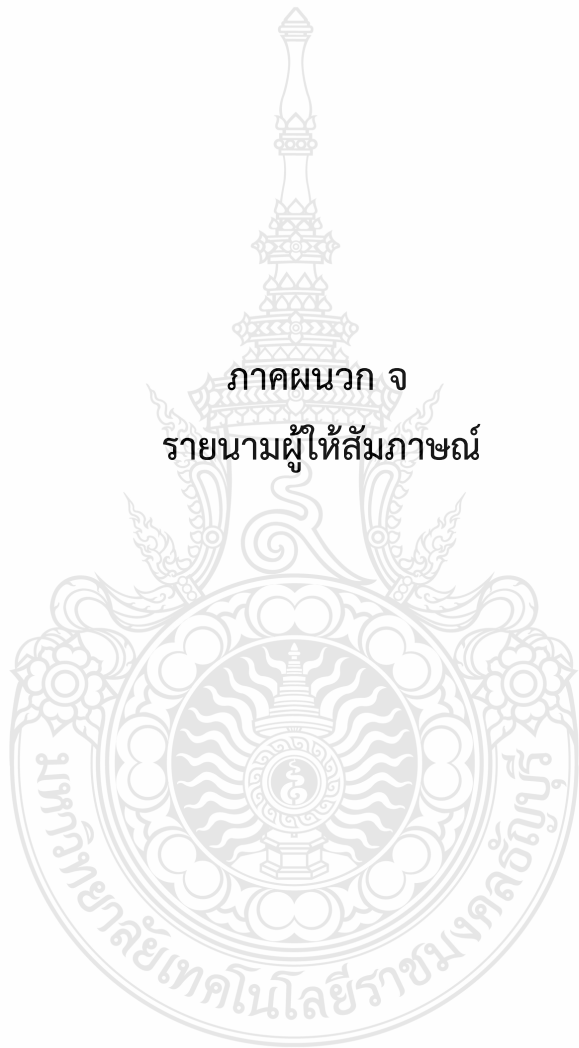 ภาคผนวก จ
รายนามผู้ให้สัมภาษณ์
มหาวิทยาลัยเทคโนโลยีราชมงคลธัญบุรี